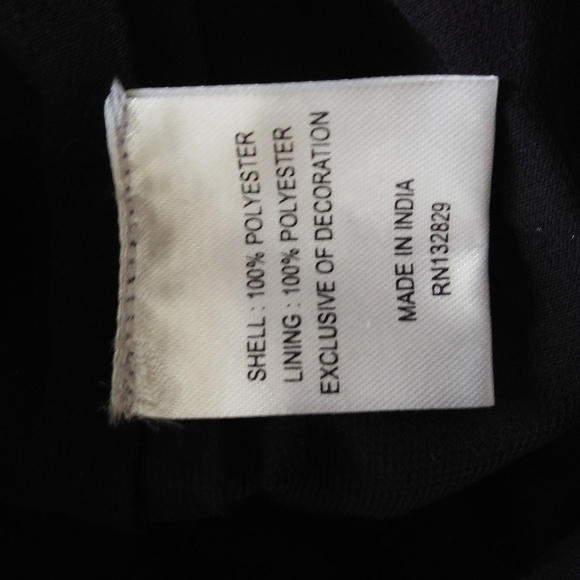 SHELL : 100% POLYESTER
LINING : 100% POLYESTER
EXCLUSIVE OF DECORATION
MADE IN INDIA
RN132829